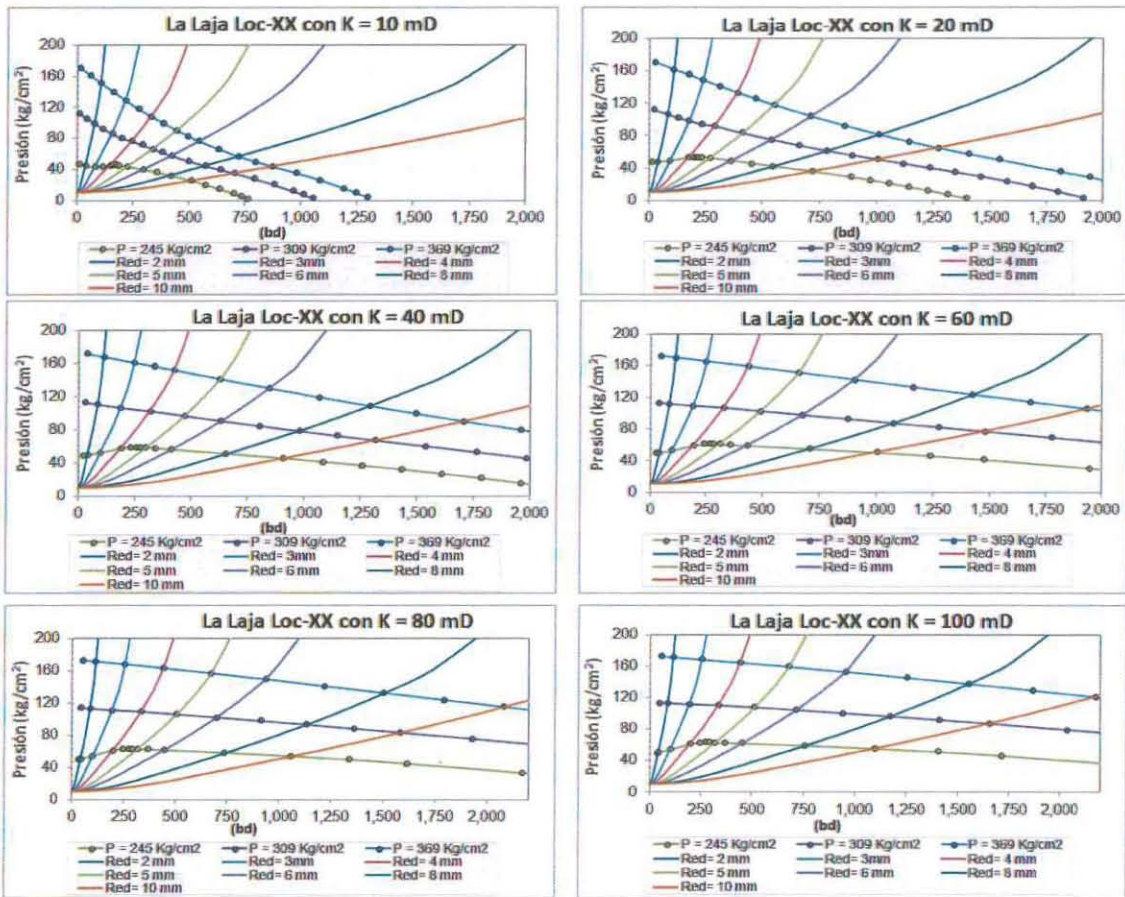 La Laja Loc-XX con K = 10 mD
Presión (kg/cm²)
200
160
120
80
40
0
0 250 500 750 1,000 1,250 1,500 1,750 2,000
(bd)
P = 245 Kg/cm2 P = 309 Kg/cm2 P = 369 Kg/cm2
Red= 2 mm Red= 3mm Red= 4 mm
Red= 5 mm Red= 6 mm Red= 8 mm
Red= 10 mm
La Laja Loc-XX con K = 20 mD
Presión (kg/cm²)
200
160
120
80
40
0
0 250 500 750 1,000 1,250 1,500 1,750 2,000
(bd)
P = 245 Kg/cm2 P = 309 Kg/cm2 P = 369 Kg/cm2
Red= 2 mm Red= 3mm Red= 4 mm
Red= 5 mm Red= 6 mm Red= 8 mm
Red= 10 mm
La Laja Loc-XX con K = 40 mD
Presión (kg/cm²)
200
160
120
80
40
0
0 250 500 750 1,000 1,250 1,500 1,750 2,000
(bd)
P = 245 Kg/cm2 P = 309 Kg/cm2 P = 369 Kg/cm2
Red= 2 mm Red= 3mm Red= 4 mm
Red= 5 mm Red= 6 mm Red= 8 mm
Red= 10 mm
La Laja Loc-XX con K = 60 mD
Presión (kg/cm²)
200
160
120
80
40
0
0 250 500 750 1,000 1,250 1,500 1,750 2,000
(bd)
P = 245 Kg/cm2 P = 309 Kg/cm2 P = 369 Kg/cm2
Red= 2 mm Red= 3mm Red= 4 mm
Red= 5 mm Red= 6 mm Red= 8 mm
Red= 10 mm
La Laja Loc-XX con K = 80 mD
Presión (kg/cm²)
200
160
120
80
40
0
0 250 500 750 1,000 1,250 1,500 1,750 2,000
(bd)
P = 245 Kg/cm2 P = 309 Kg/cm2 P = 369 Kg/cm2
Red= 2 mm Red= 3mm Red= 4 mm
Red= 5 mm Red= 6 mm Red= 8 mm
Red= 10 mm
La Laja Loc-XX con K = 100 mD
Presión (kg/cm²)
200
160
120
80
40
0
0 250 500 750 1,000 1,250 1,500 1,750 2,000
(bd)
P = 245 Kg/cm2 P = 309 Kg/cm2 P = 369 Kg/cm2
Red= 2 mm Red= 3mm Red= 4 mm
Red= 5 mm Red= 6 mm Red= 8 mm
Red= 10 mm